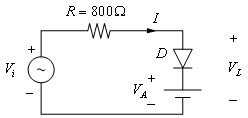 R = 800Ω
I
+
+
D
V_i
~
+
V_L
V_A
−
−
−